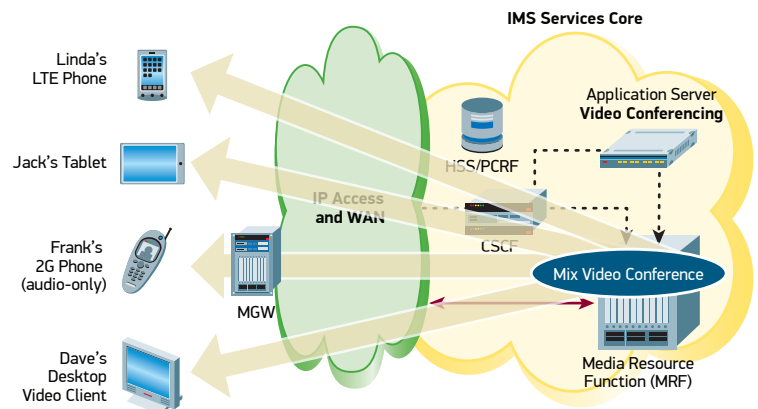 IMS Services Core
Linda's
LTE Phone
Application Server
Video Conferencing
HSS/PCRF
Jack's Tablet
IP Access
and WAN
CSCF
Frank's
2G Phone
(audio-only)
MGW
Mix Video Conference
Media Resource
Function (MRF)
Dave's
Desktop
Video Client